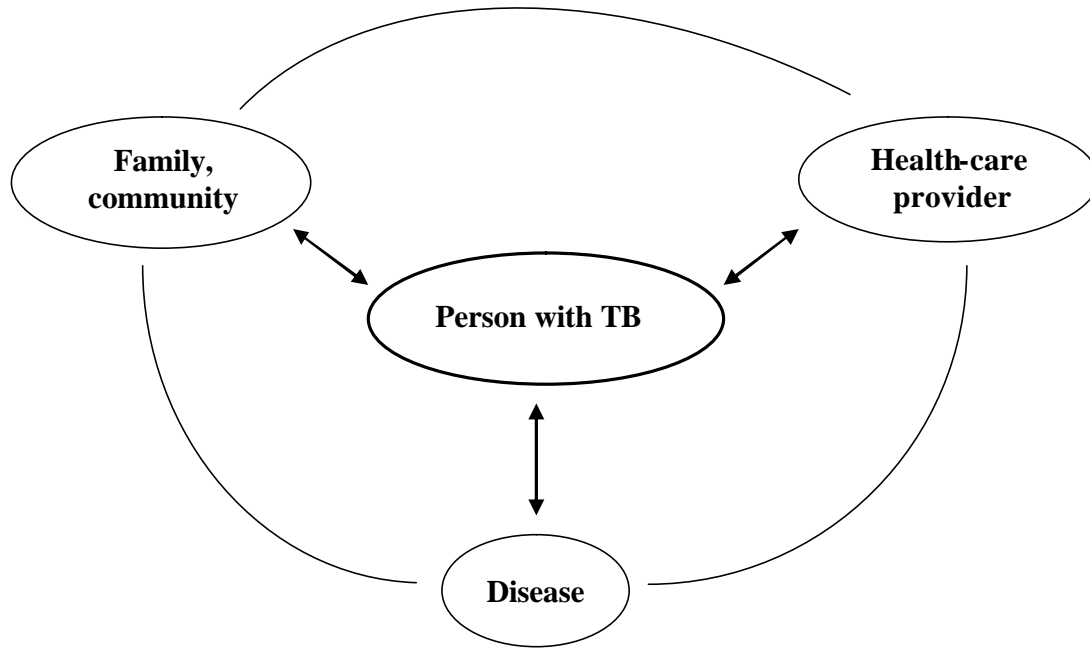 Family,
community
Health-care
provider
Person with TB
Disease